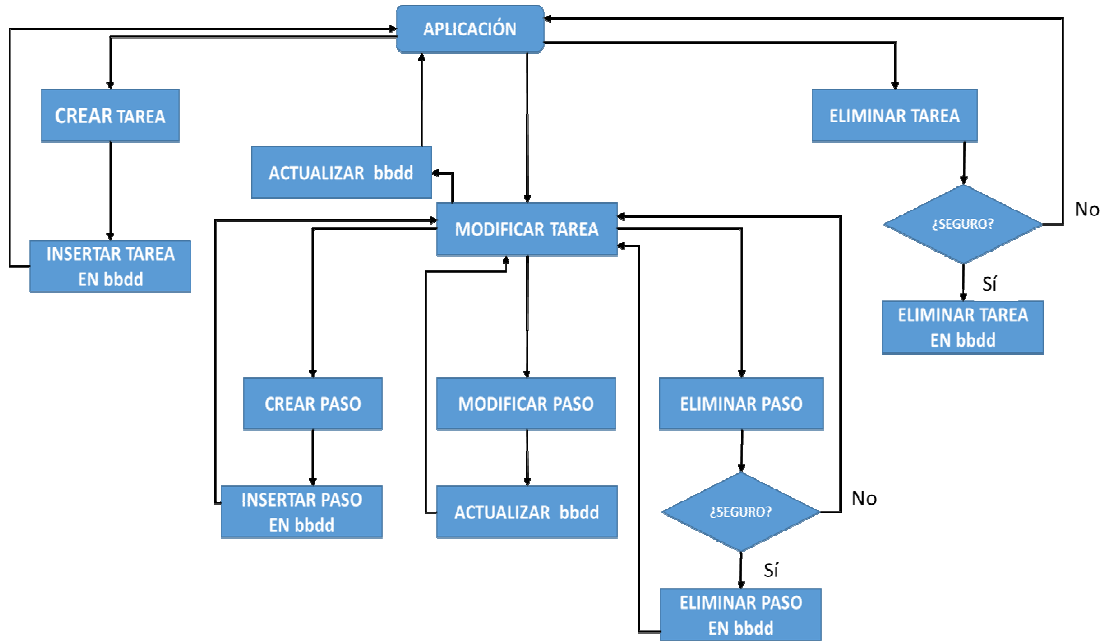 APLICACIÓN
CREAR TAREA
ELIMINAR TAREA
ACTUALIZAR bbdd
MODIFICAR TAREA
¿SEGURO?
No
INSERTAR TAREA
EN bbdd
Sí
ELIMINAR TAREA
EN bbdd
CREAR PASO
MODIFICAR PASO
ELIMINAR PASO
INSERTAR PASO
EN bbdd
ACTUALIZAR bbdd
¿SEGURO?
No
Sí
ELIMINAR PASO
EN bbdd